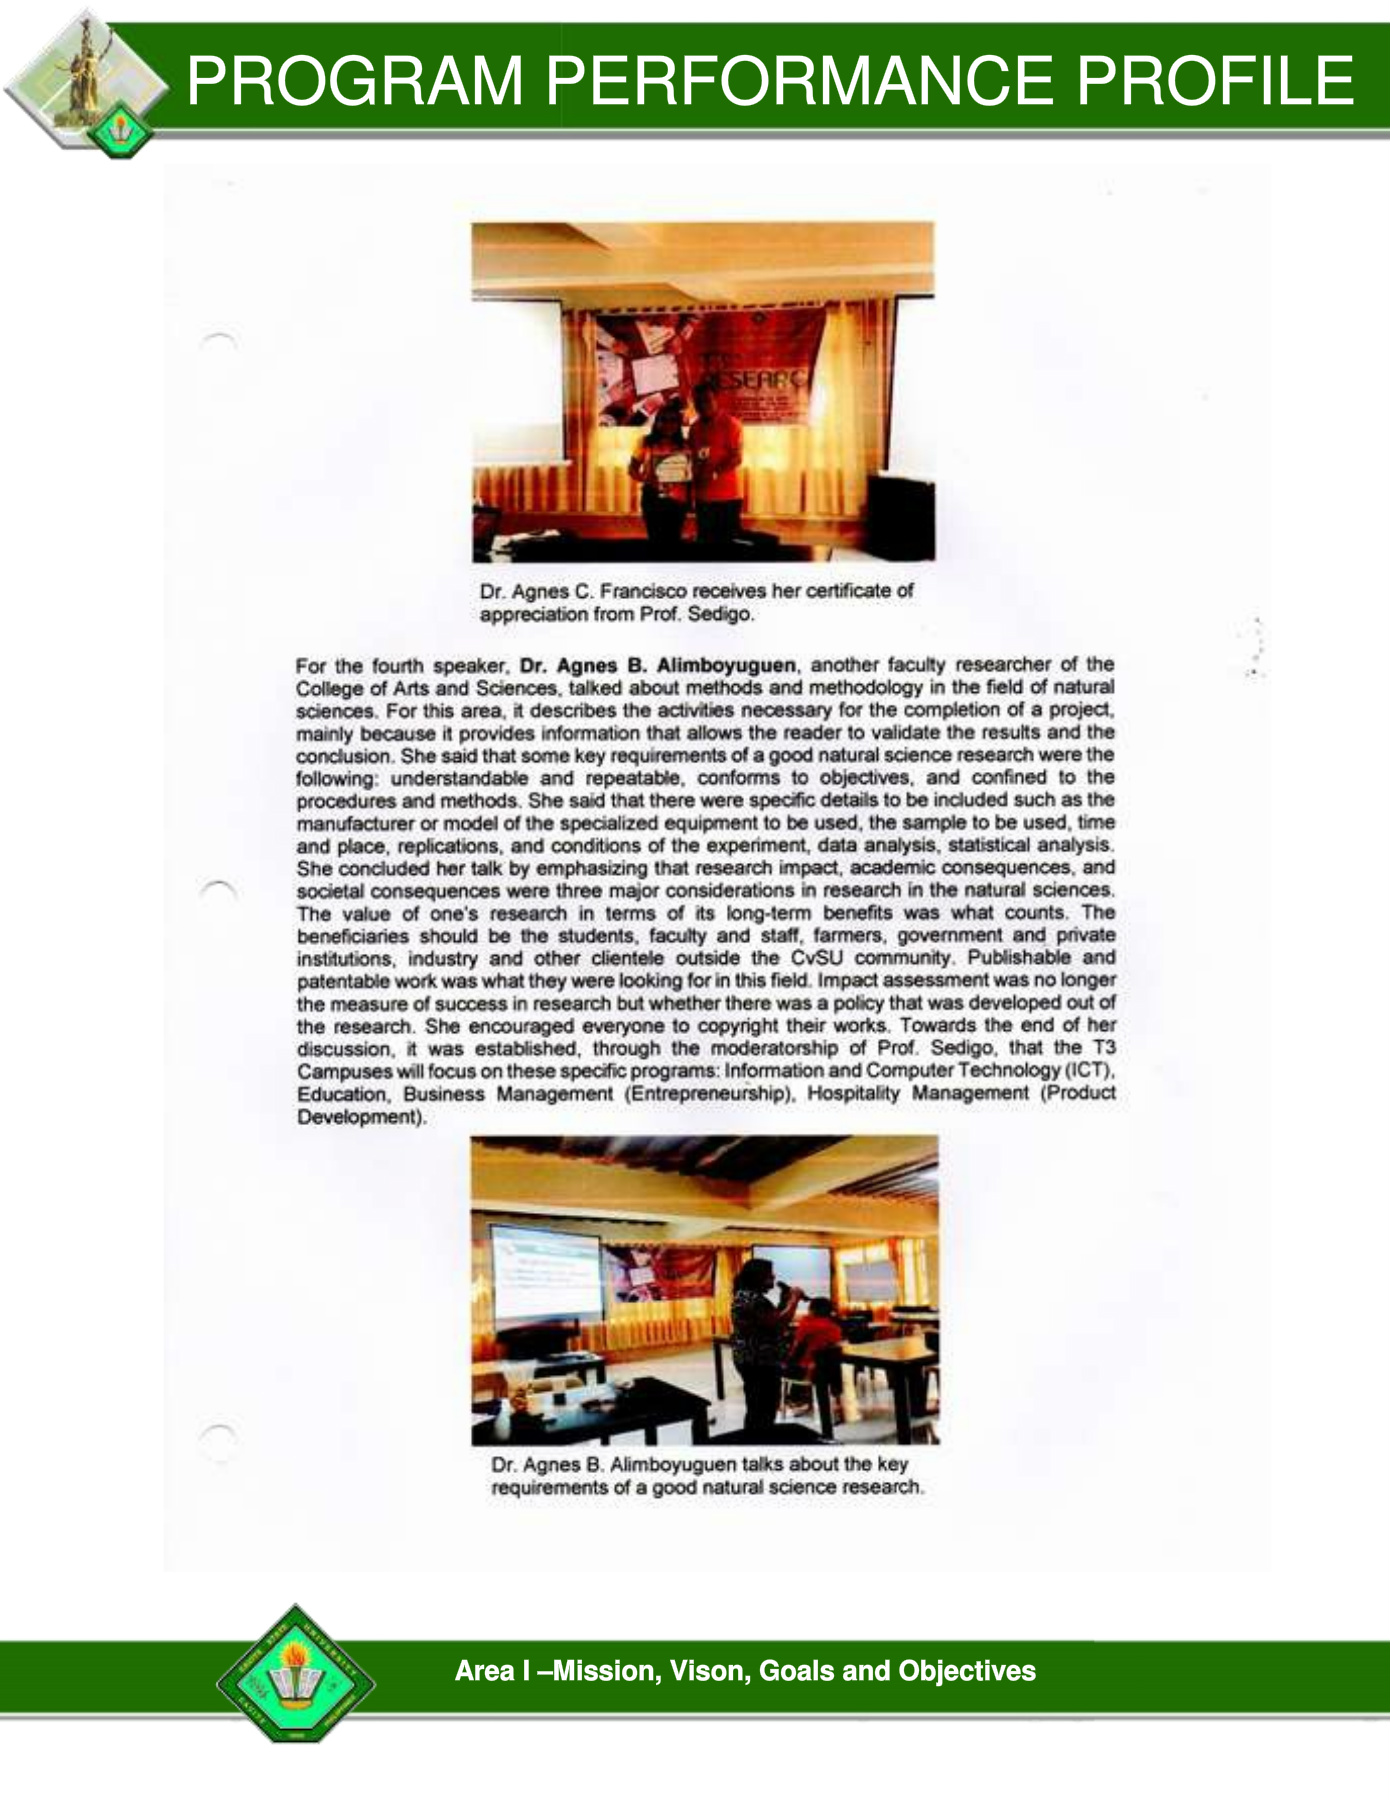 PROGRAM PERFORMANCE PROFILE
RESEARC
Dr. Agnes C. Francisco receives her certificate of
appreciation from Prof. Sedigo.
For the fourth speaker, Dr. Agnes B. Alimboyuguen, another faculty researcher of the
College of Arts and Sciences, talked about methods and methodology in the field of natural
sciences. For this area, it describes the activities necessary for the completion of a project,
mainly because it provides information that allows the reader to validate the results and the
conclusion. She said that some key requirements of a good natural science research were the
following: understandable and repeatable, conforms to objectives, and confined to the
procedures and methods. She said that there were specific details to be included such as the
manufacturer or model of the specialized equipment to be used, the sample to be used, time
and place, replications, and conditions of the experiment, data analysis, statistical analysis.
She concluded her talk by emphasizing that research impact, academic consequences, and
societal consequences were three major considerations in research in the natural sciences.
The value of one's research in terms of its long-term benefits was what counts. The
beneficiaries should be the students, faculty and staff, farmers, government and private
institutions, industry and other clientele outside the CvSU community. Publishable and
patentable work was what they were looking for in this field. Impact assessment was no longer
the measure of success in research but whether there was a policy that was developed out of
the research. She encouraged everyone to copyright their works. Towards the end of her
discussion, it was established, through the moderatorship of Prof. Sedigo, that the T3
Campuses will focus on these specific programs: Information and Computer Technology (ICT),
Education, Business Management (Entrepreneurship), Hospitality Management (Product
Development).
Dr. Agnes B. Alimboyuguen talks about the key
requirements of a good natural science research.
CAVITE STATE UNIVERSITY
Area I –Mission, Vison, Goals and Objectives